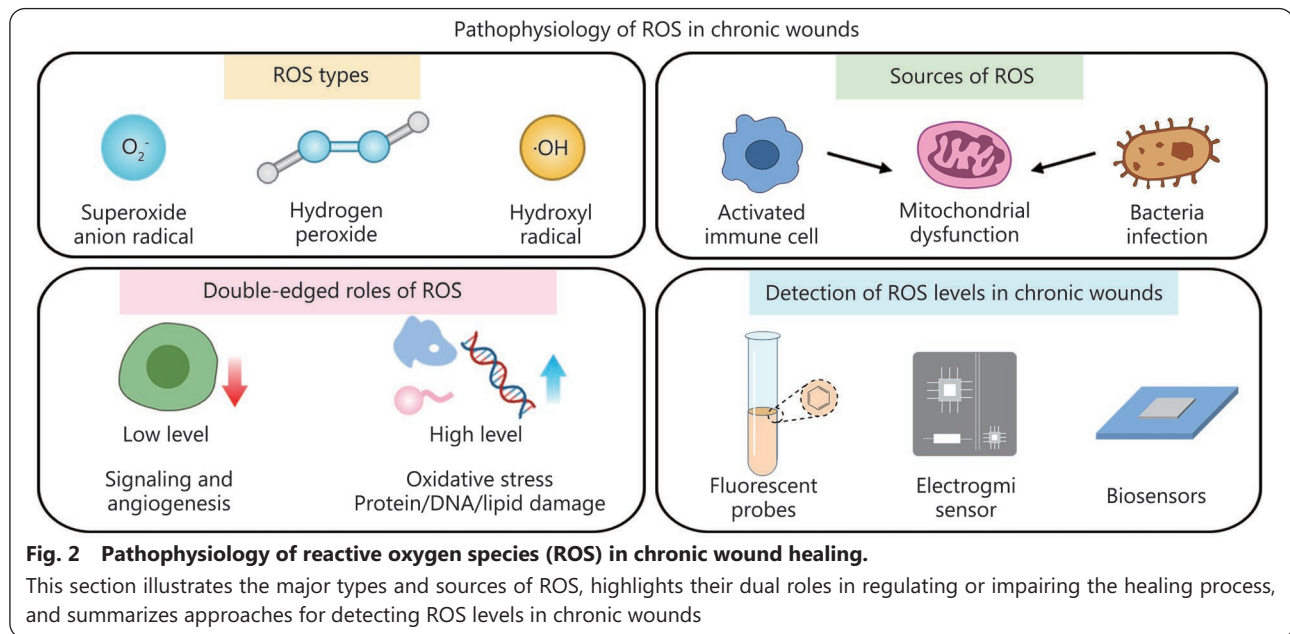 Pathophysiology of ROS in chronic wounds
ROS types
O₂⁻
·OH
Superoxide
anion radical
Hydrogen
peroxide
Hydroxyl
radical
Sources of ROS
Activated
immune cell
Mitochondrial
dysfunction
Bacteria
infection
Double-edged roles of ROS
Low level
Signaling and
angiogenesis
High level
Oxidative stress
Protein/DNA/lipid damage
Detection of ROS levels in chronic wounds
Fluorescent
probes
Electrogmi
sensor
Biosensors
Fig. 2 Pathophysiology of reactive oxygen species (ROS) in chronic wound healing.
This section illustrates the major types and sources of ROS, highlights their dual roles in regulating or impairing the healing process,
and summarizes approaches for detecting ROS levels in chronic wounds